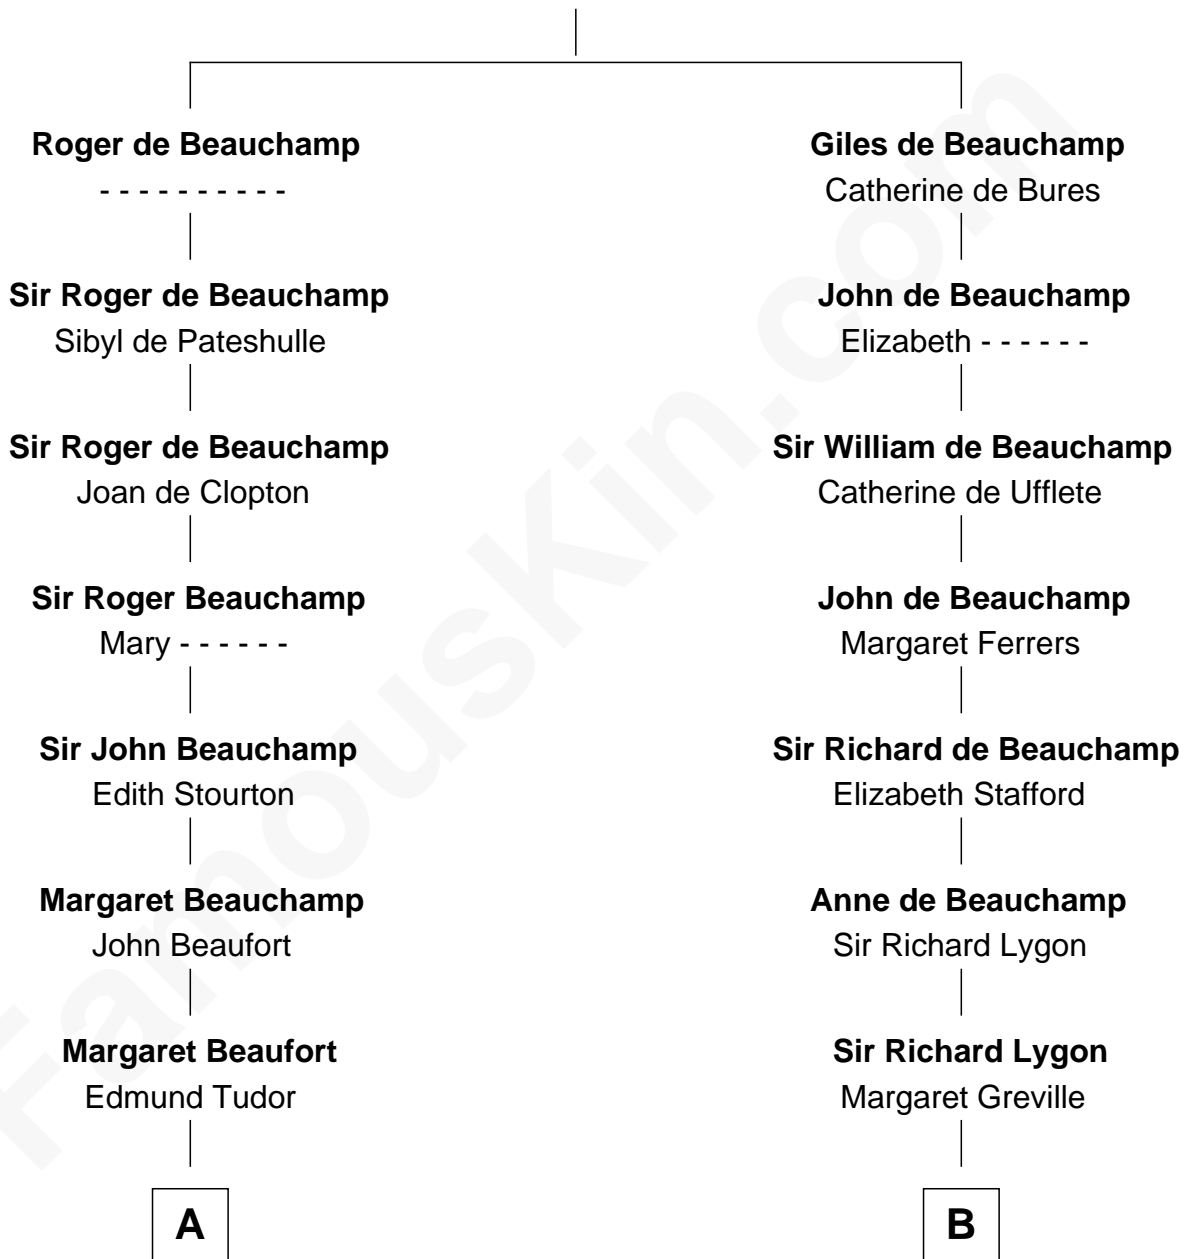 Roger de Beauchamp
- - - - - - - - - -
Sir Roger de Beauchamp
Sibyl de Pateshulle
Sir Roger de Beauchamp
Joan de Clopton
Sir Roger Beauchamp
Mary - - - - - -
Sir John Beauchamp
Edith Stourton
Margaret Beauchamp
John Beaufort
Margaret Beaufort
Edmund Tudor
A
Giles de Beauchamp
Catherine de Bures
John de Beauchamp
Elizabeth - - - - - -
Sir William de Beauchamp
Catherine de Ufflete
John de Beauchamp
Margaret Ferrers
Sir Richard de Beauchamp
Elizabeth Stafford
Anne de Beauchamp
Sir Richard Lygon
Sir Richard Lygon
Margaret Greville
B
FamousKin.com